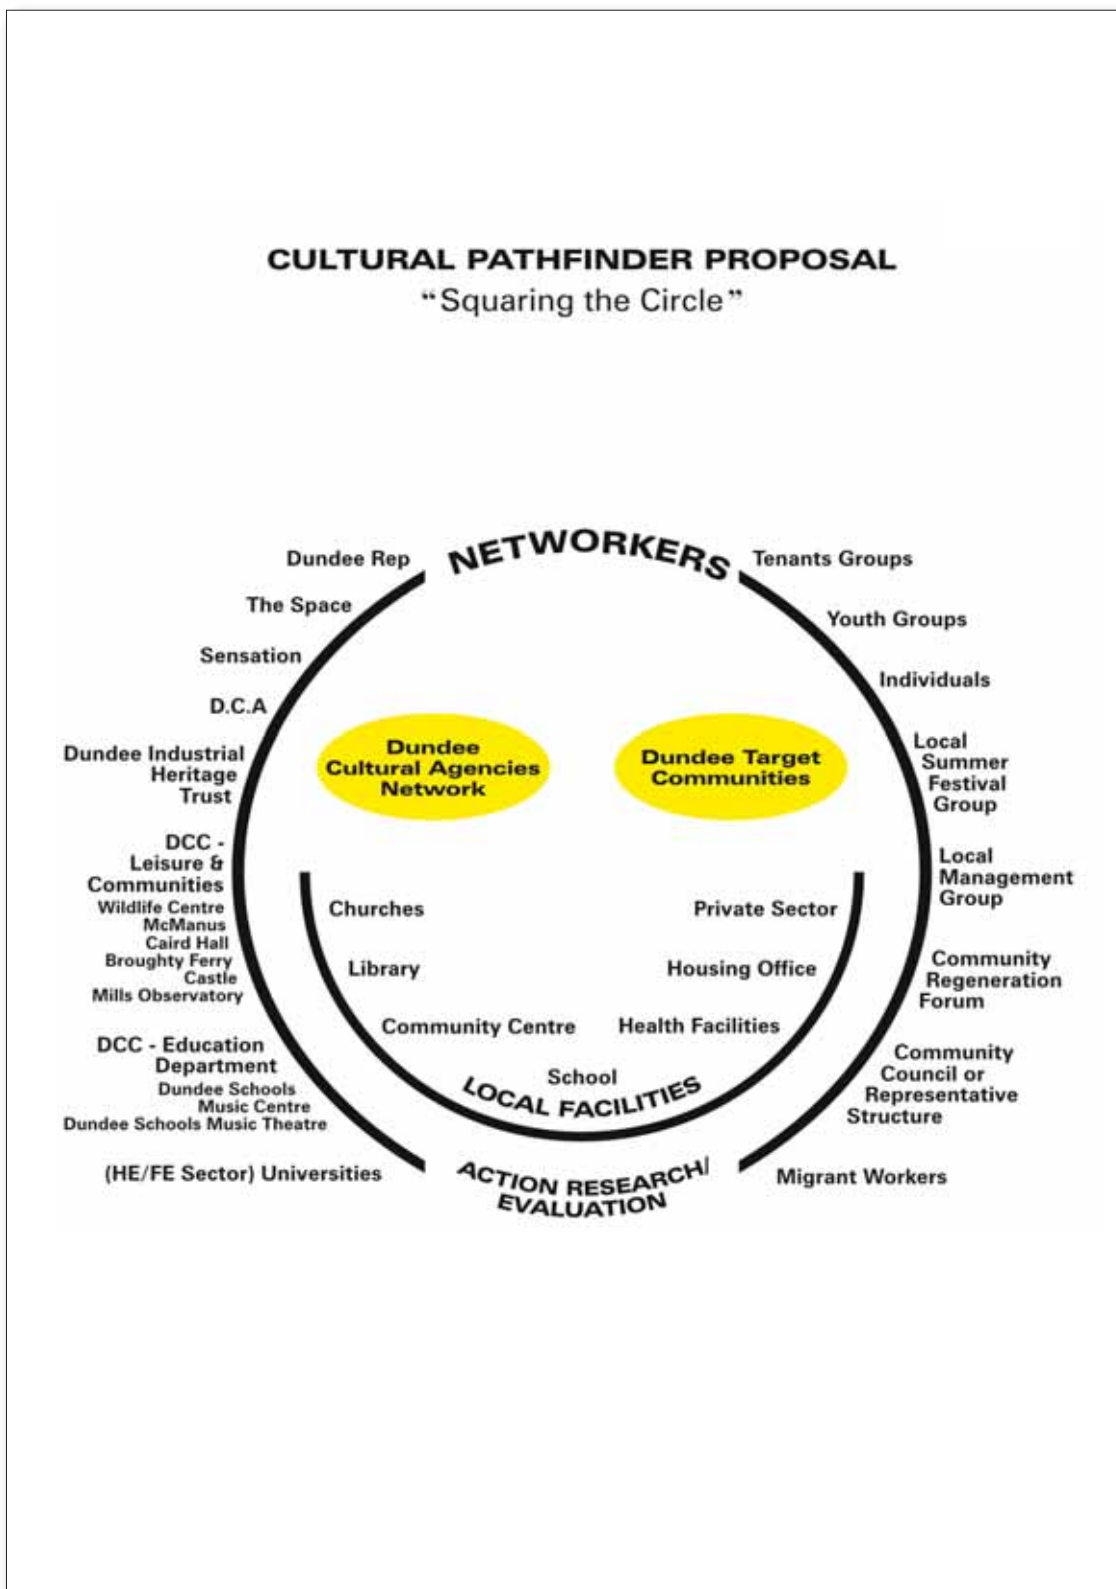 CULTURAL PATHFINDER PROPOSAL
“Squaring the Circle”
NETWORKERS
Dundee Rep
The Space
Sensation
D.C.A
Dundee Industrial
Heritage
Trust
DCC -
Leisure &
Communities
Wildlife Centre
McManus
Caird Hall
Broughty Ferry
Castle
Mills Observatory
DCC - Education
Department
Dundee Schools
Music Centre
Dundee Schools Music Theatre
(HE/FE Sector) Universities
Dundee
Cultural Agencies
Network
Dundee Target
Communities
Churches
Library
Community Centre
School
Private Sector
Housing Office
Health Facilities
LOCAL FACILITIES
ACTION RESEARCH/
EVALUATION
Tenants Groups
Youth Groups
Individuals
Local
Summer
Festival
Group
Local
Management
Group
Community
Regeneration
Forum
Community
Council or
Representative
Structure
Migrant Workers